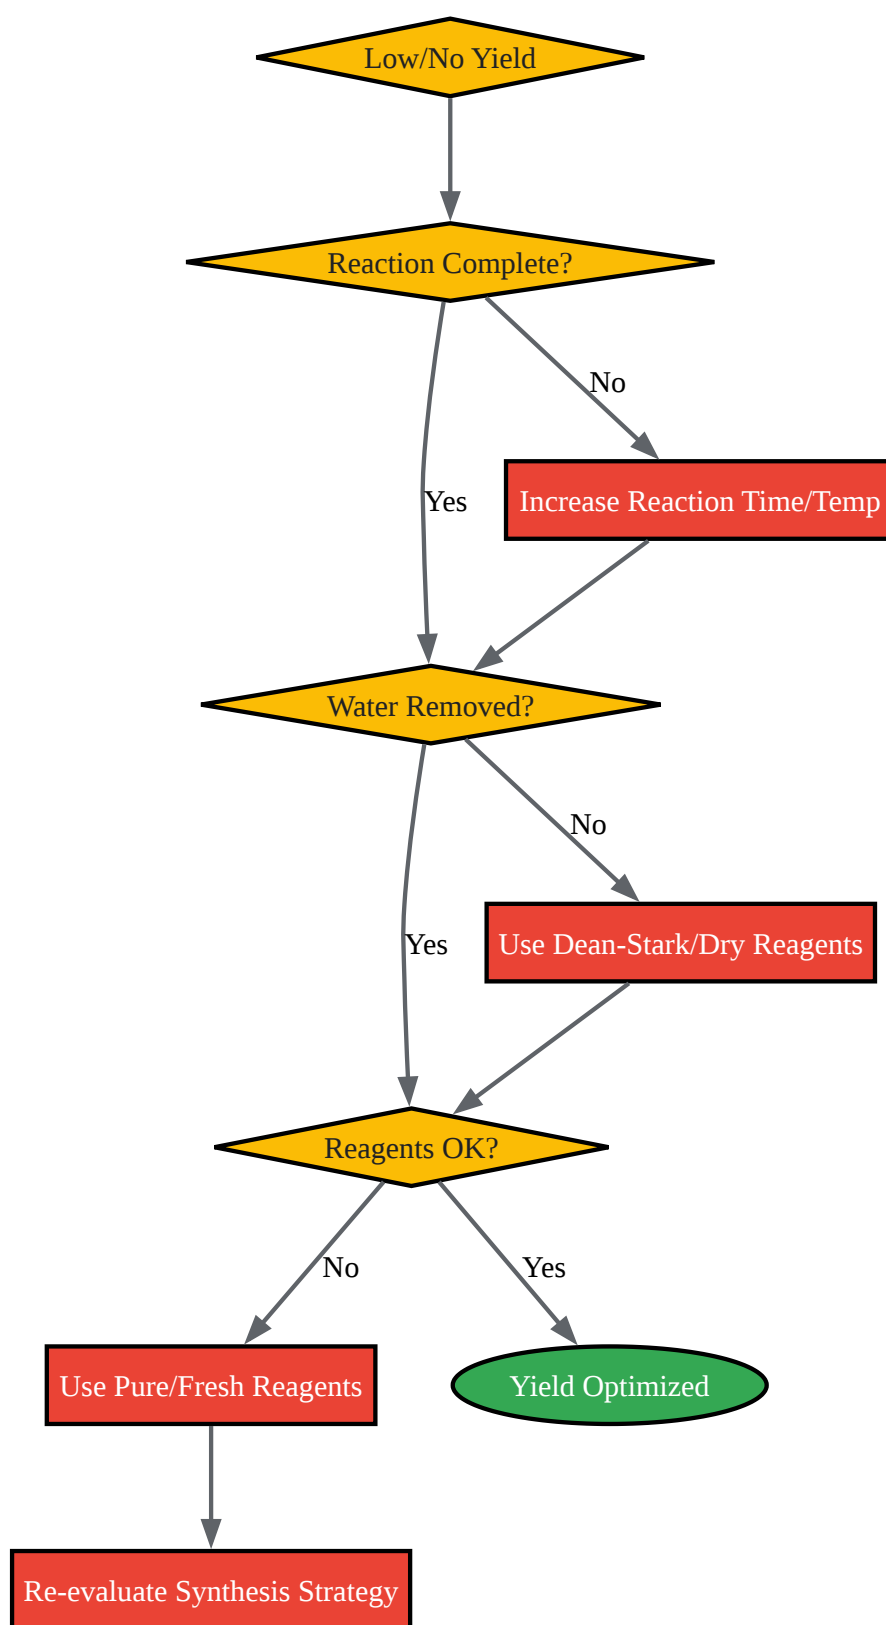 Low/No Yield
Reaction Complete?
No
Yes
Increase Reaction Time/Temp
Water Removed?
No
Yes
Use Dean-Stark/Dry Reagents
Reagents OK?
No
Yes
Use Pure/Fresh Reagents
Yield Optimized
Re-evaluate Synthesis Strategy